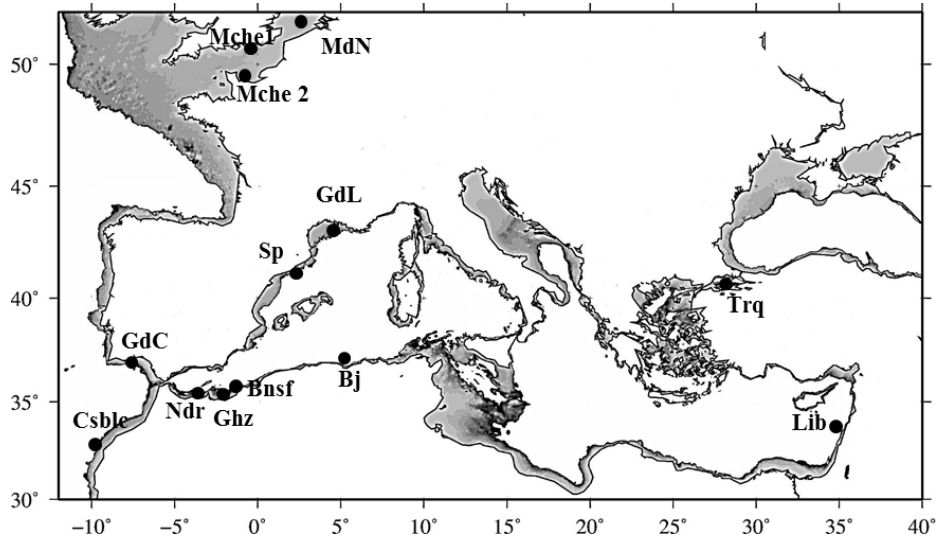 Mche1
MdN
50°
Mche 2
45°
GdL
Sp
40°
Trq
GdC
Bj
Bnsf
35°
Ndr
Ghz
Csblc
Lib
30°
−10° −5° 0° 5° 10° 15° 20° 25° 30° 35° 40°